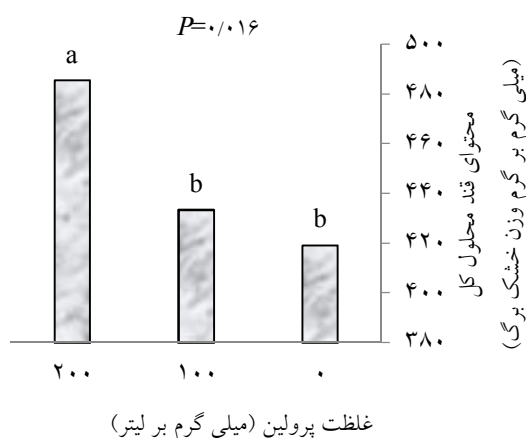 P=۰/۰۱۶
a
b
b
۵۰۰
۴۸۰
۴۶۰
۴۴۰
۴۲۰
۴۰۰
۳۸۰
محتوای قند محلول کل
(میلی گرم بر گرم وزن خشک برگ)
۲۰۰
۱۰۰
۰
غلظت پرولین (میلی گرم بر لیتر)